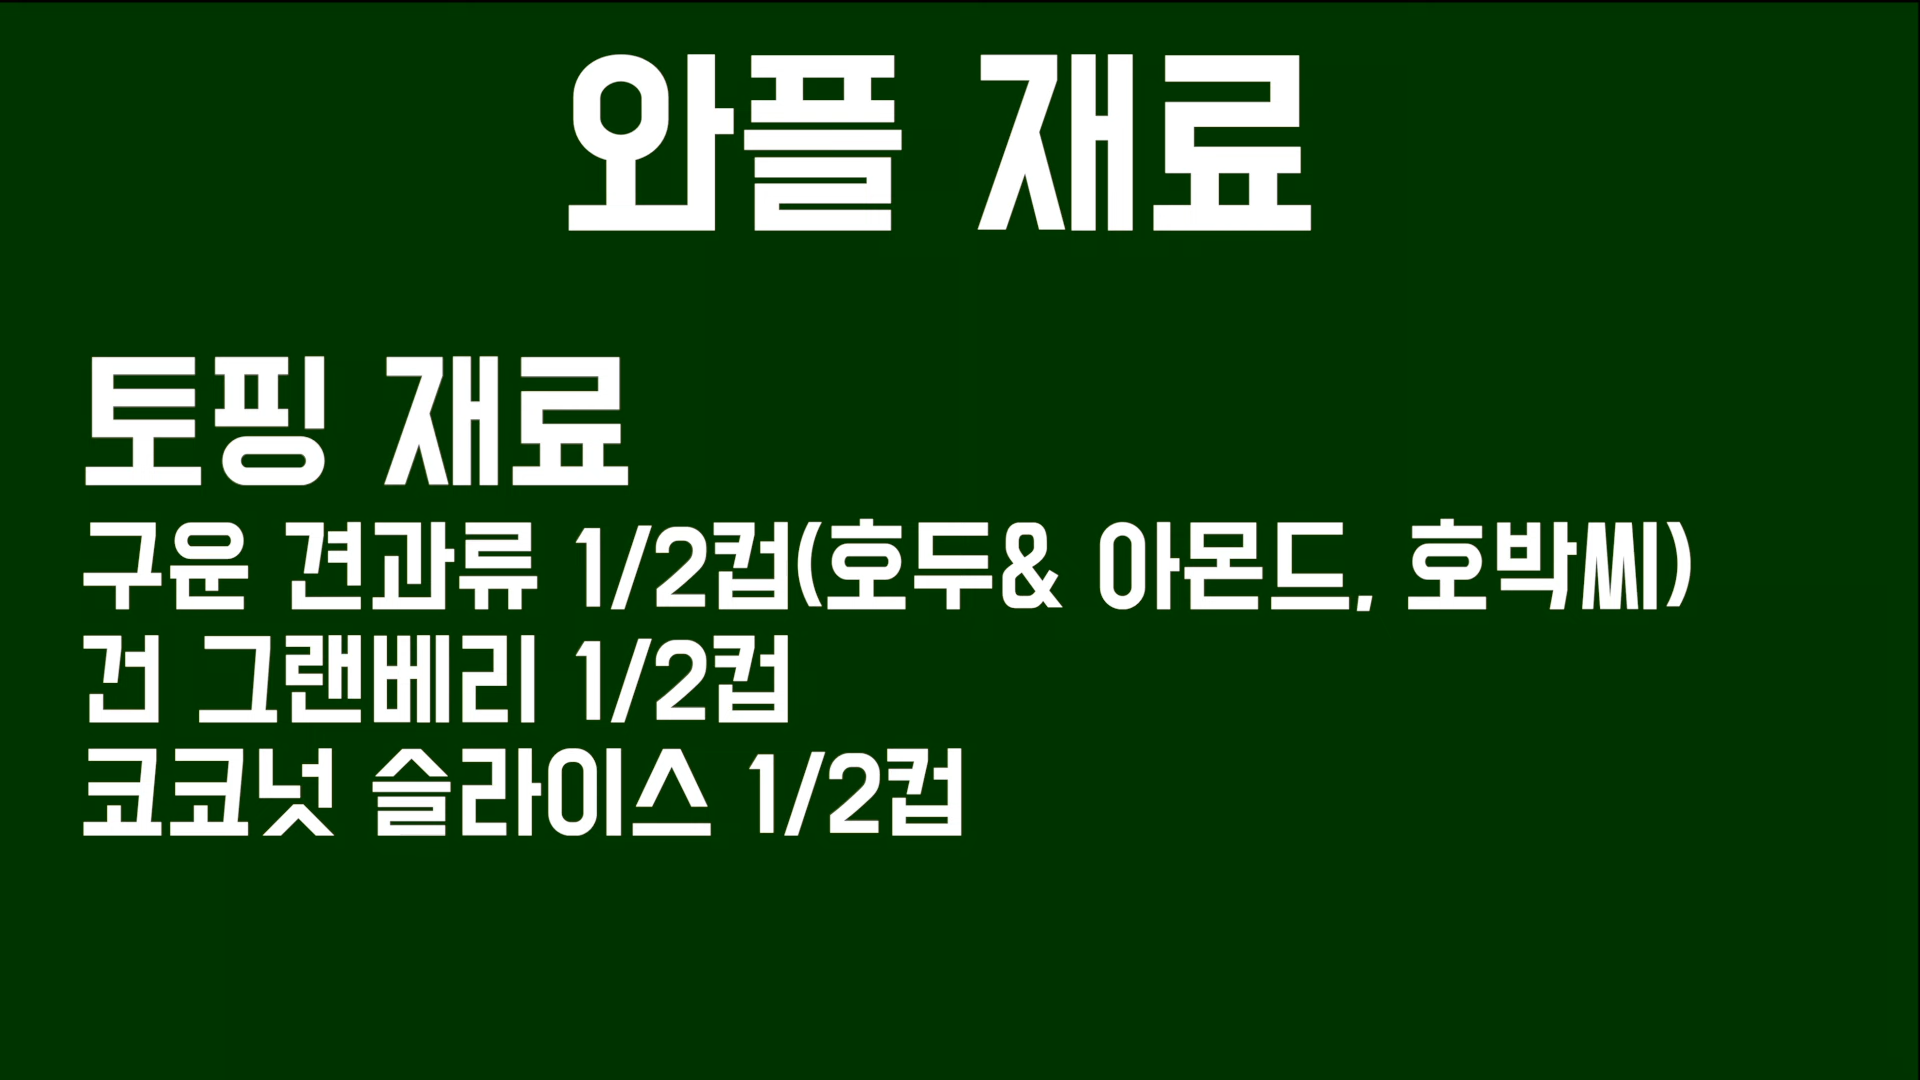 와플 재료
토핑 재료
구운 견과류 1/2컵(호두& 아몬드, 호박씨)
건 그랜베리 1/2컵
코코넛 슬라이스 1/2컵